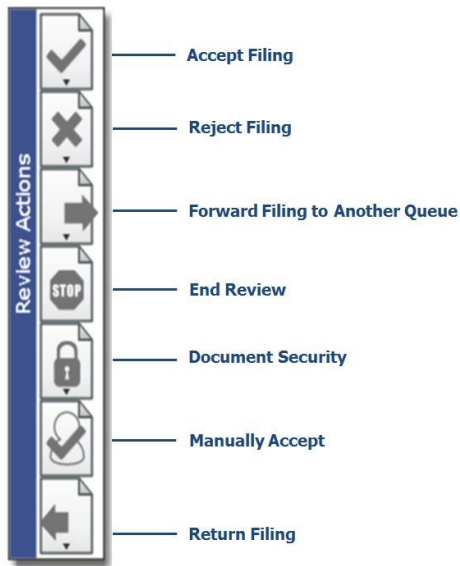 Review Actions
Accept Filing
Reject Filing
Forward Filing to Another Queue
STOP
End Review
Document Security
Manually Accept
Return Filing